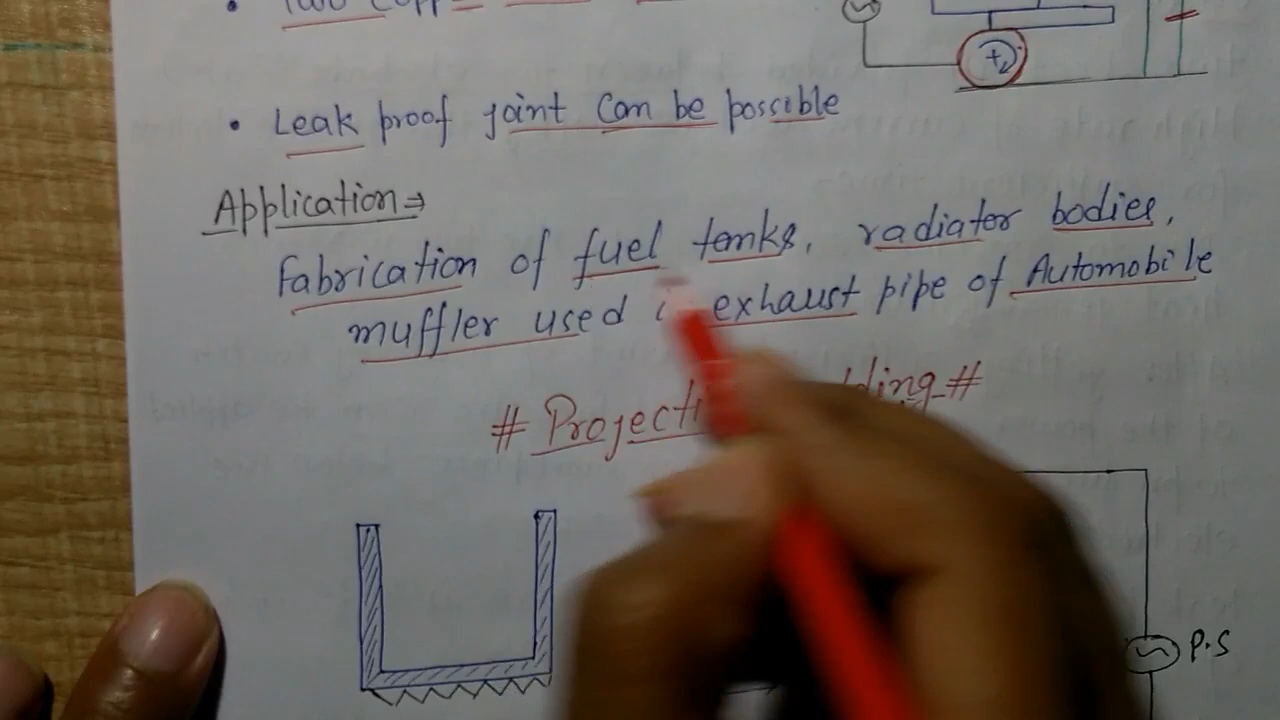 • Leak proof joint Can be possible
Application ⇒
Fabrication of fuel tanks, radiator bodies,
muffler used exhaust pipe of Automobile
# #
P.S